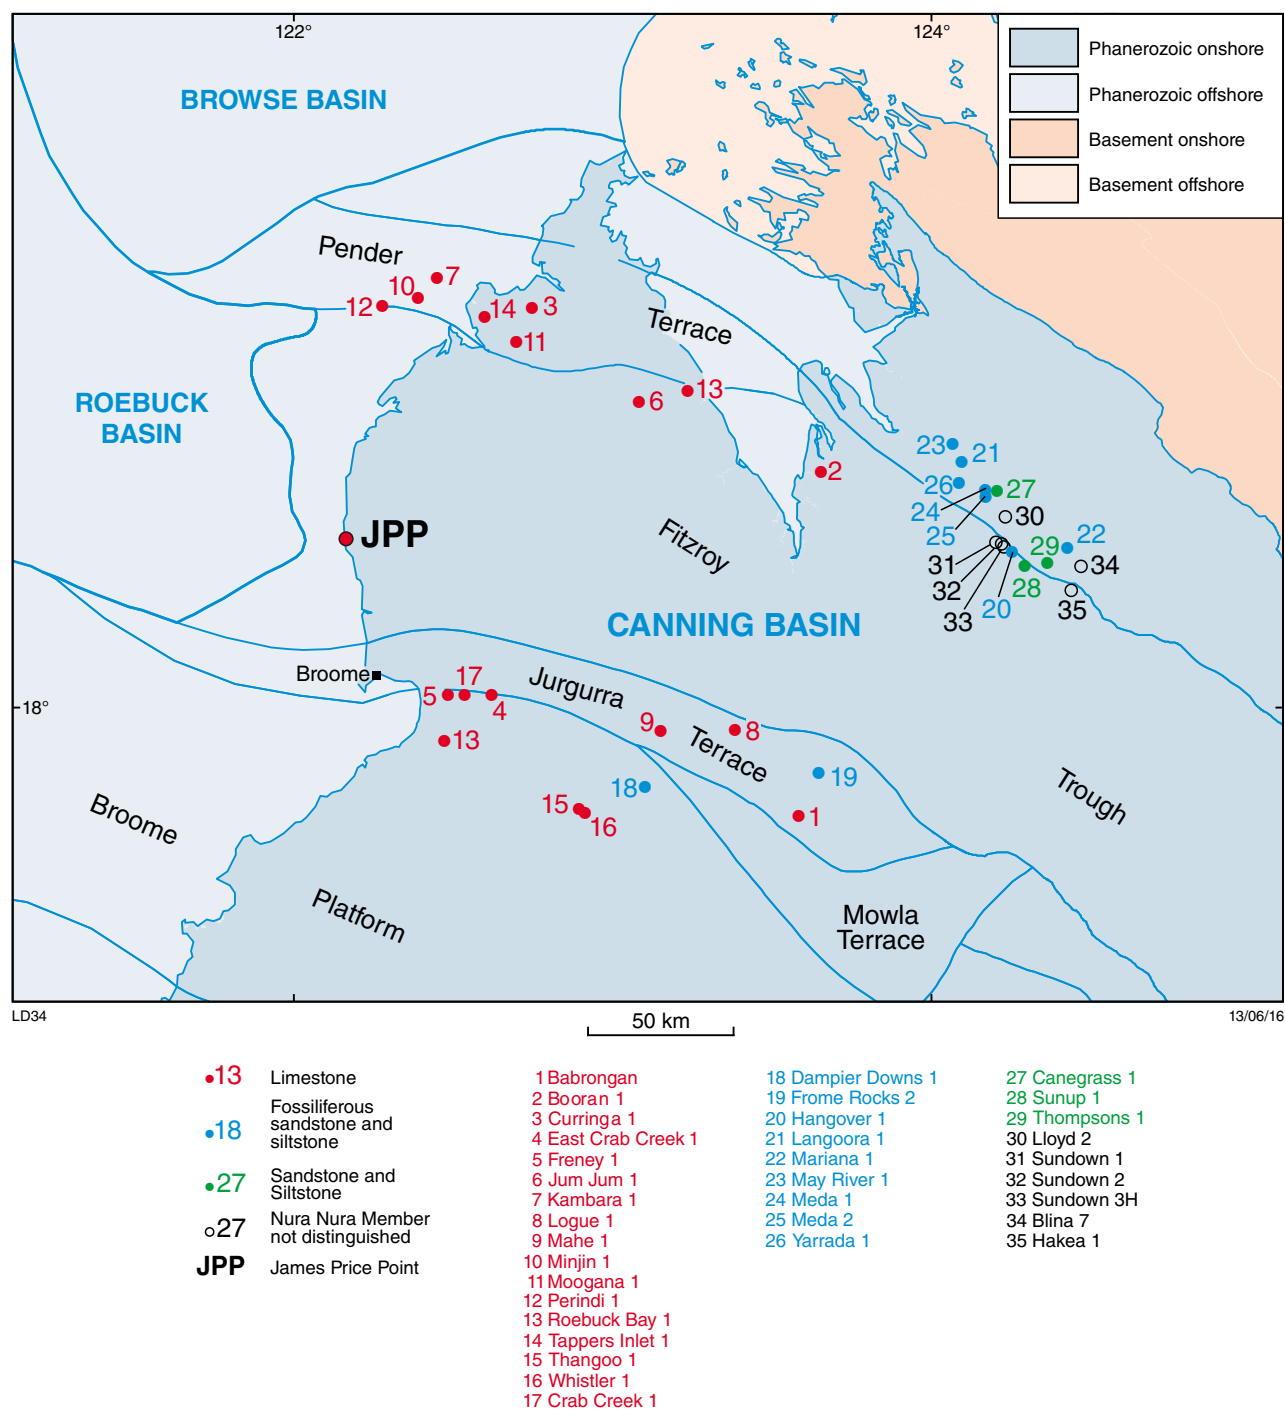 122°
124°
Phanerozoic onshore
Phanerozoic offshore
Basement onshore
Basement offshore
BROWSE BASIN
Pender
7
10
12
14
3
11
Terrace
ROEBUCK
BASIN
13
6
2
23
21
26
27
24
30
25
JPP
Fitzroy
29
22
31
34
32
28
20
35
33
CANNING BASIN
Broome
17
5
4
Jurgurra
18°
13
9
8
Terrace
19
18
15
16
1
Trough
Broome
Platform
Mowla
Terrace
LD34
13/06/16
50 km
13 Limestone
18 Fossiliferous
sandstone and
siltstone
27 Sandstone and
Siltstone
27 Nura Nura Member
not distinguished
JPP James Price Point
1 Babrongan
2 Booran 1
3 Curringa 1
4 East Crab Creek 1
5 Freney 1
6 Jum Jum 1
7 Kambara 1
8 Logue 1
9 Mahe 1
10 Minjin 1
11 Moogana 1
12 Perindi 1
13 Roebuck Bay 1
14 Tappers Inlet 1
15 Thangoo 1
16 Whistler 1
17 Crab Creek 1
18 Dampier Downs 1
19 Frome Rocks 2
20 Hangover 1
21 Langoora 1
22 Mariana 1
23 May River 1
24 Meda 1
25 Meda 2
26 Yarrada 1
27 Canegrass 1
28 Sunup 1
29 Thompsons 1
30 Lloyd 2
31 Sundown 1
32 Sundown 2
33 Sundown 3H
34 Blina 7
35 Hakea 1